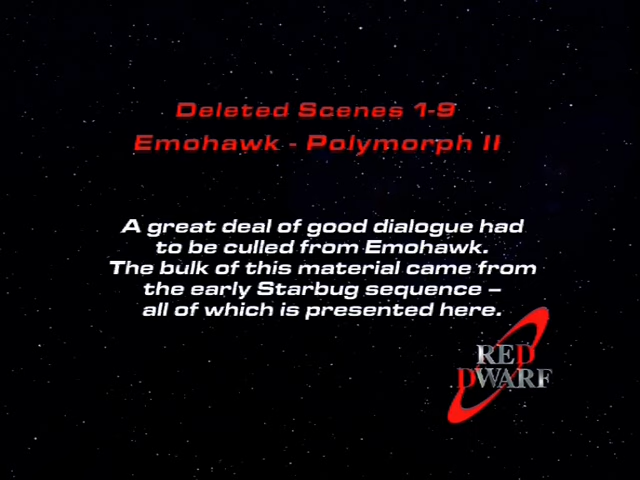 Deleted Scenes 1-9
Emohawk - Polymorph II
A great deal of good dialogue had
to be culled from Emohawk.
The bulk of this material came from
the early Starbug sequence –
all of which is presented here.
RED
DWARF